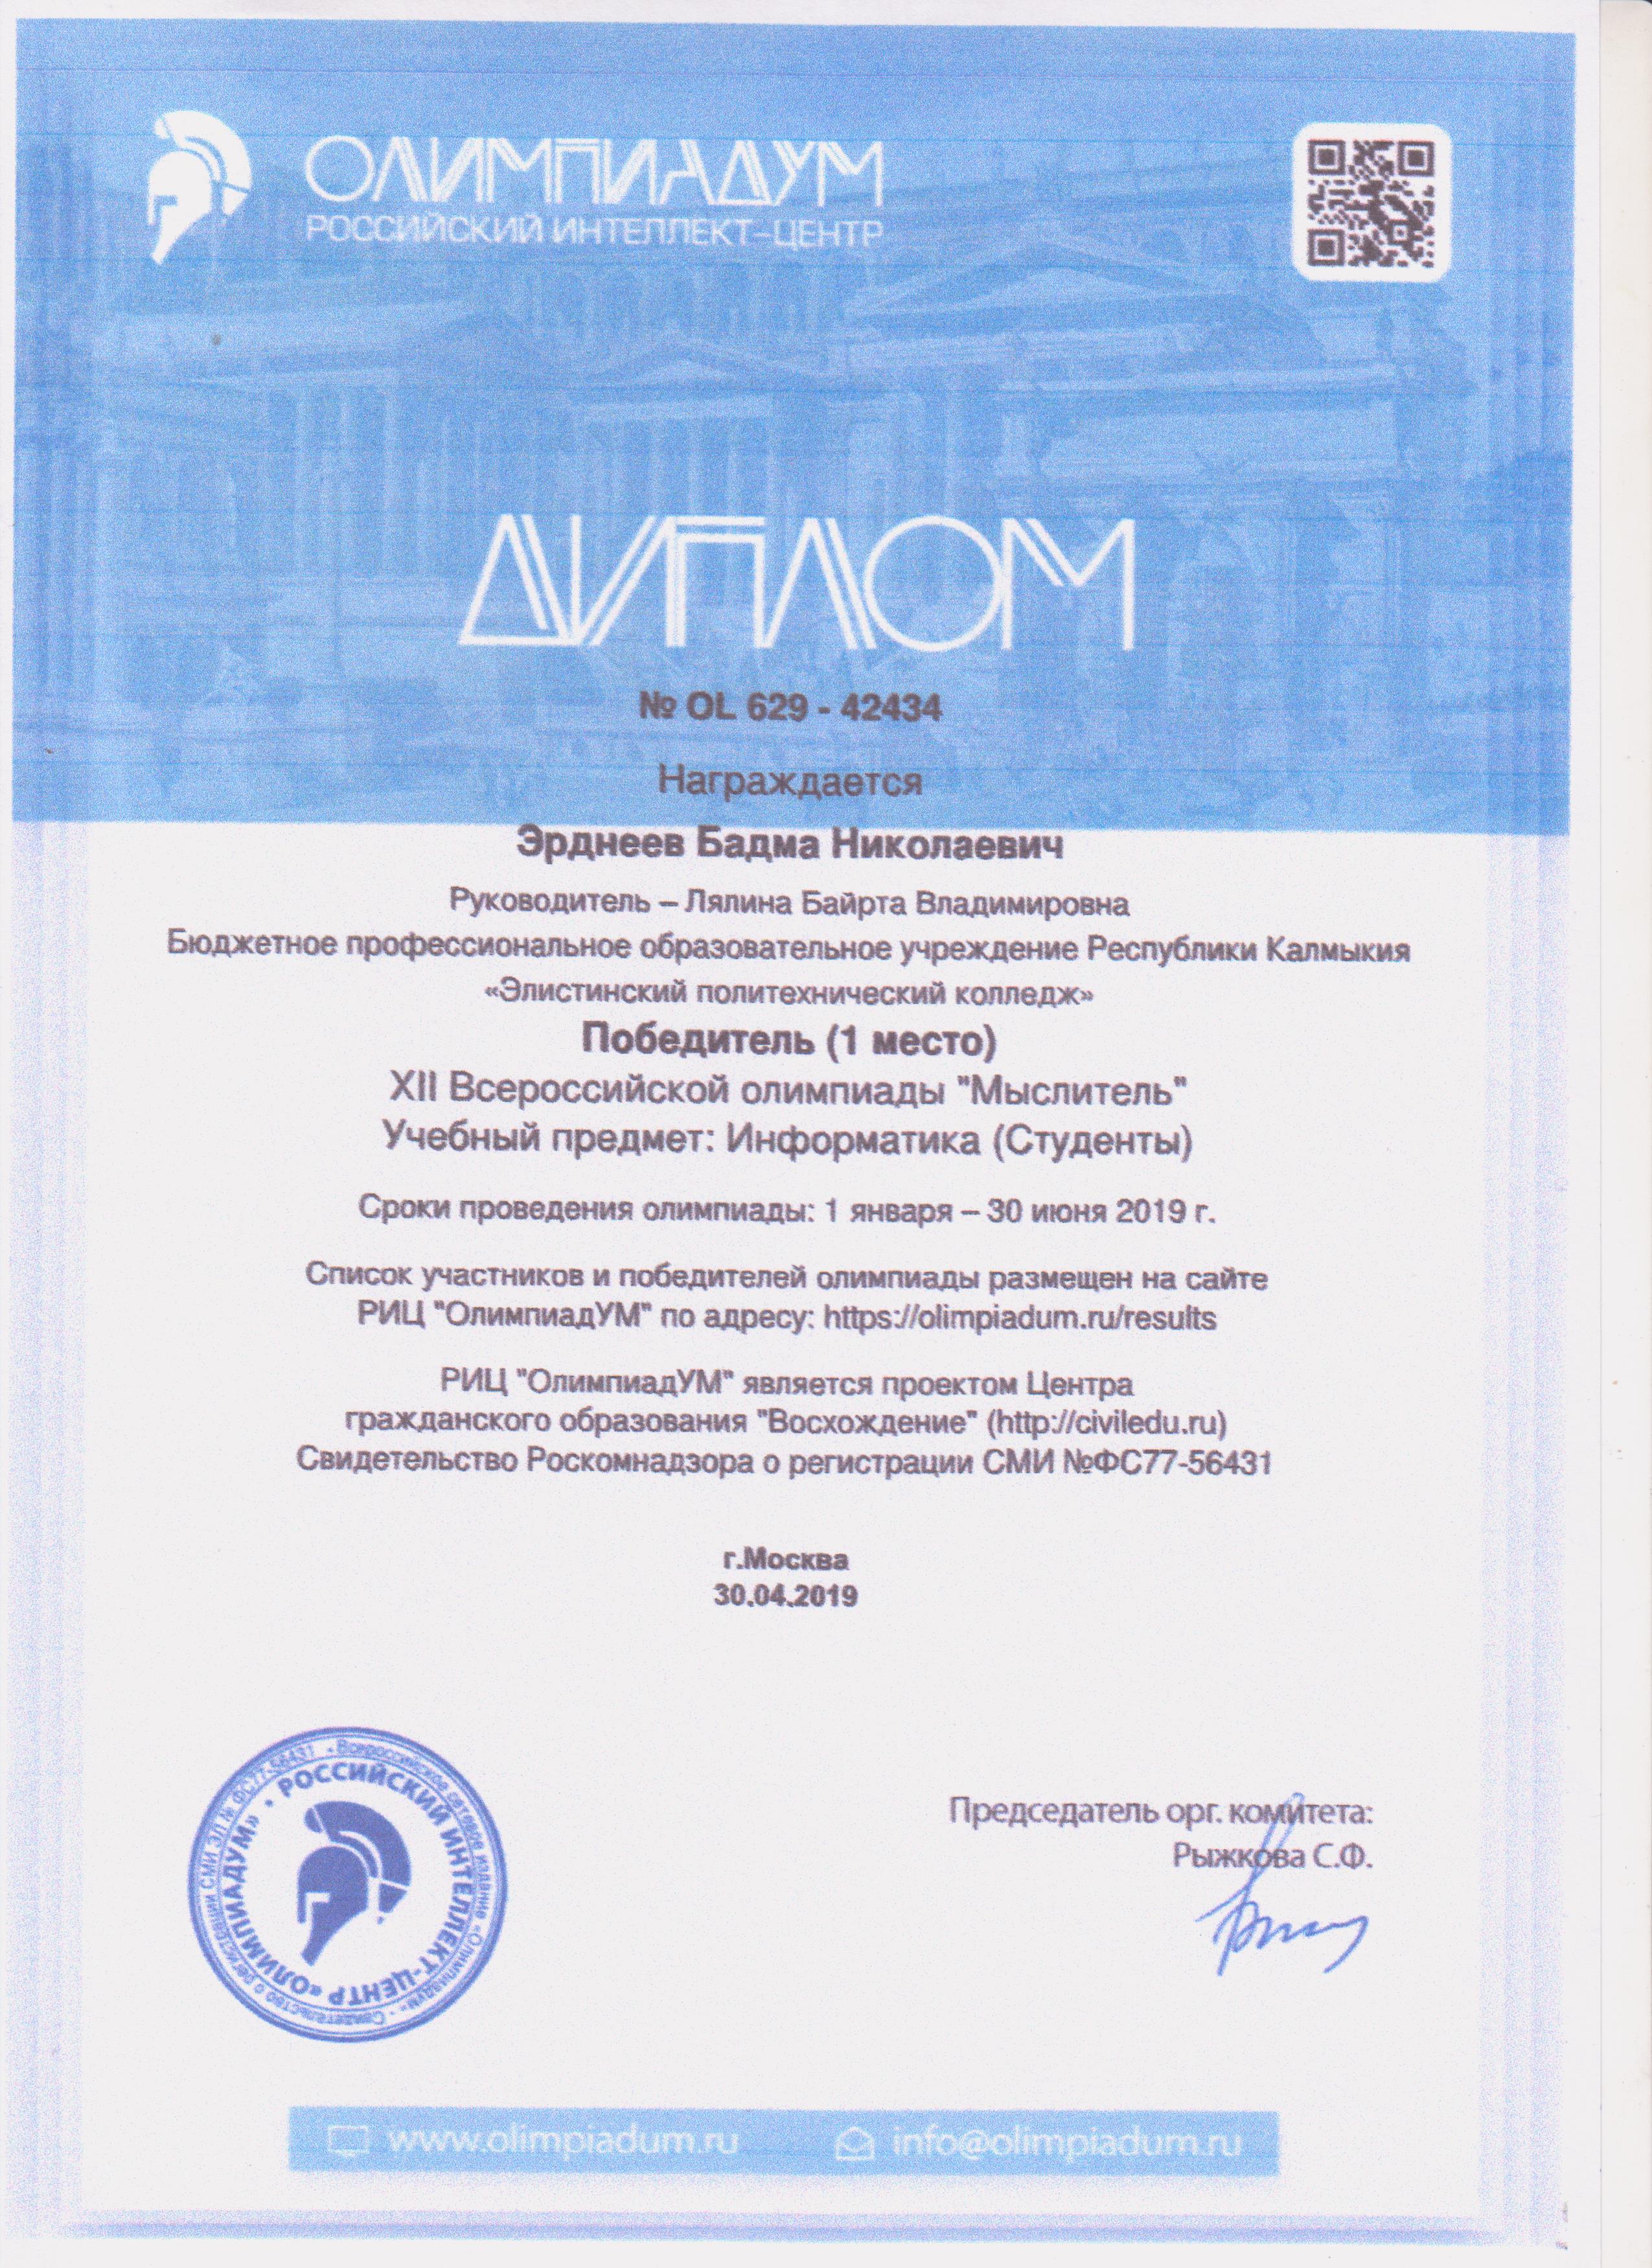 ОЛИМПИАДУМ
РОССИЙСКИЙ ИНТЕЛЛЕКТ-ЦЕНТР
ДИПЛОМ
№ OL 629 - 42434
Награждается
Эрднеев Бадма Николаевич
Руководитель – Лялина Байрта Владимировна
Бюджетное профессиональное образовательное учреждение Республики Калмыкия
«Элистинский политехнический колледж»
Победитель (1 место)
XII Всероссийской олимпиады "Мыслитель"
Учебный предмет: Информатика (Студенты)
Сроки проведения олимпиады: 1 января – 30 июня 2019 г.
Список участников и победителей олимпиады размещен на сайте
РИЦ "ОлимпиадУМ" по адресу: https://olimpiadum.ru/results
РИЦ "ОлимпиадУМ" является проектом Центра
гражданского образования "Восхождение" (http://civiledu.ru)
Свидетельство Роскомнадзора о регистрации СМИ №ФС77-56431
г.Москва
30.04.2019
• Всероссийское сетевое издание «Олимпиадум» • Свидетельство о регистрации СМИ ЭЛ № ФС77-56431
• РОССИЙСКИЙ ИНТЕЛЛЕКТ-ЦЕНТР «ОЛИМПИАДУМ»
Председатель орг. комитета:
Рыжкова С.Ф.
www.olimpiadum.ru
info@olimpiadum.ru